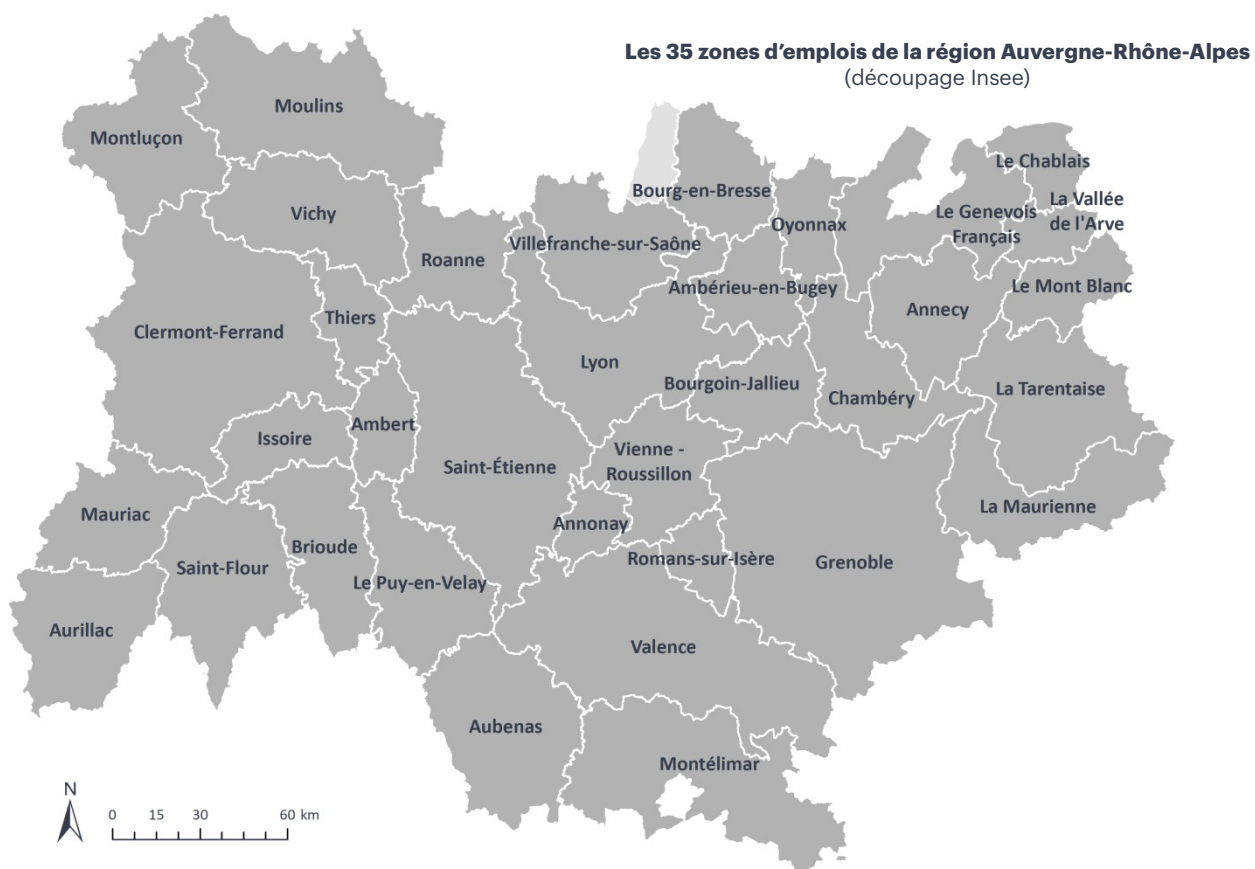 Les 35 zones d'emplois de la région Auvergne-Rhône-Alpes
(découpage Insee)
Moulins
Montluçon
Le Chablais
Bourg-en-Bresse
La Vallée
de l'Arve
Vichy
Le Genevois
Français
Oyonnax
Villefranche-sur-Saône
Roanne
Ambérieu-en-Bugey
Le Mont Blanc
Annecy
Thiers
Clermont-Ferrand
Lyon
Bourgoin-Jallieu
La Tarentaise
Chambéry
Ambert
Issoire
Vienne -
Roussillon
Saint-Étienne
La Maurienne
Mauriac
Annonay
Brioude
Romans-sur-Isère
Grenoble
Saint-Flour
Le Puy-en-Velay
Aurillac
Valence
Aubenas
Montélimar
N
0 15 30 60 km